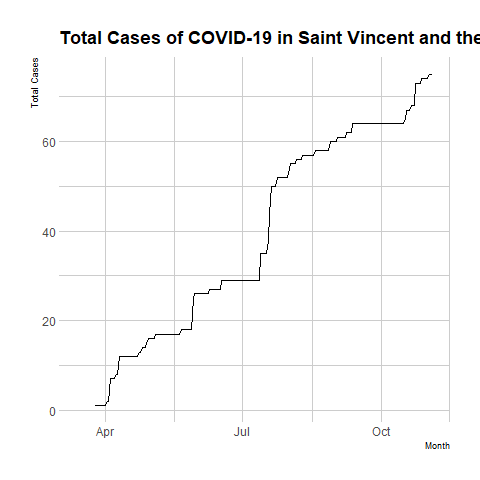 Total Cases of COVID-19 in Saint Vincent and the
Total Cases
60
40
20
0
Apr
Jul
Oct
Month